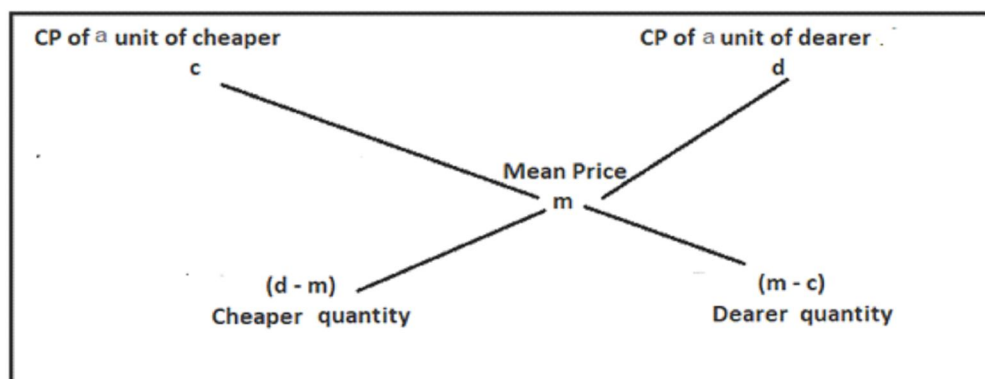 CP of a unit of cheaper
c
CP of a unit of dearer
d
Mean Price
m
(d - m)
Cheaper quantity
(m - c)
Dearer quantity